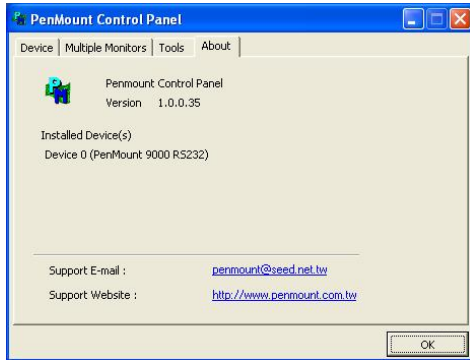 PenMount Control Panel
Device Multiple Monitors Tools About
Penmount Control Panel
Version 1.0.0.35
Installed Device(s)
Device 0 (PenMount 9000 RS232)
Support E-mail : penmount@seed.net.tw
Support Website : http://www.penmount.com.tw
OK